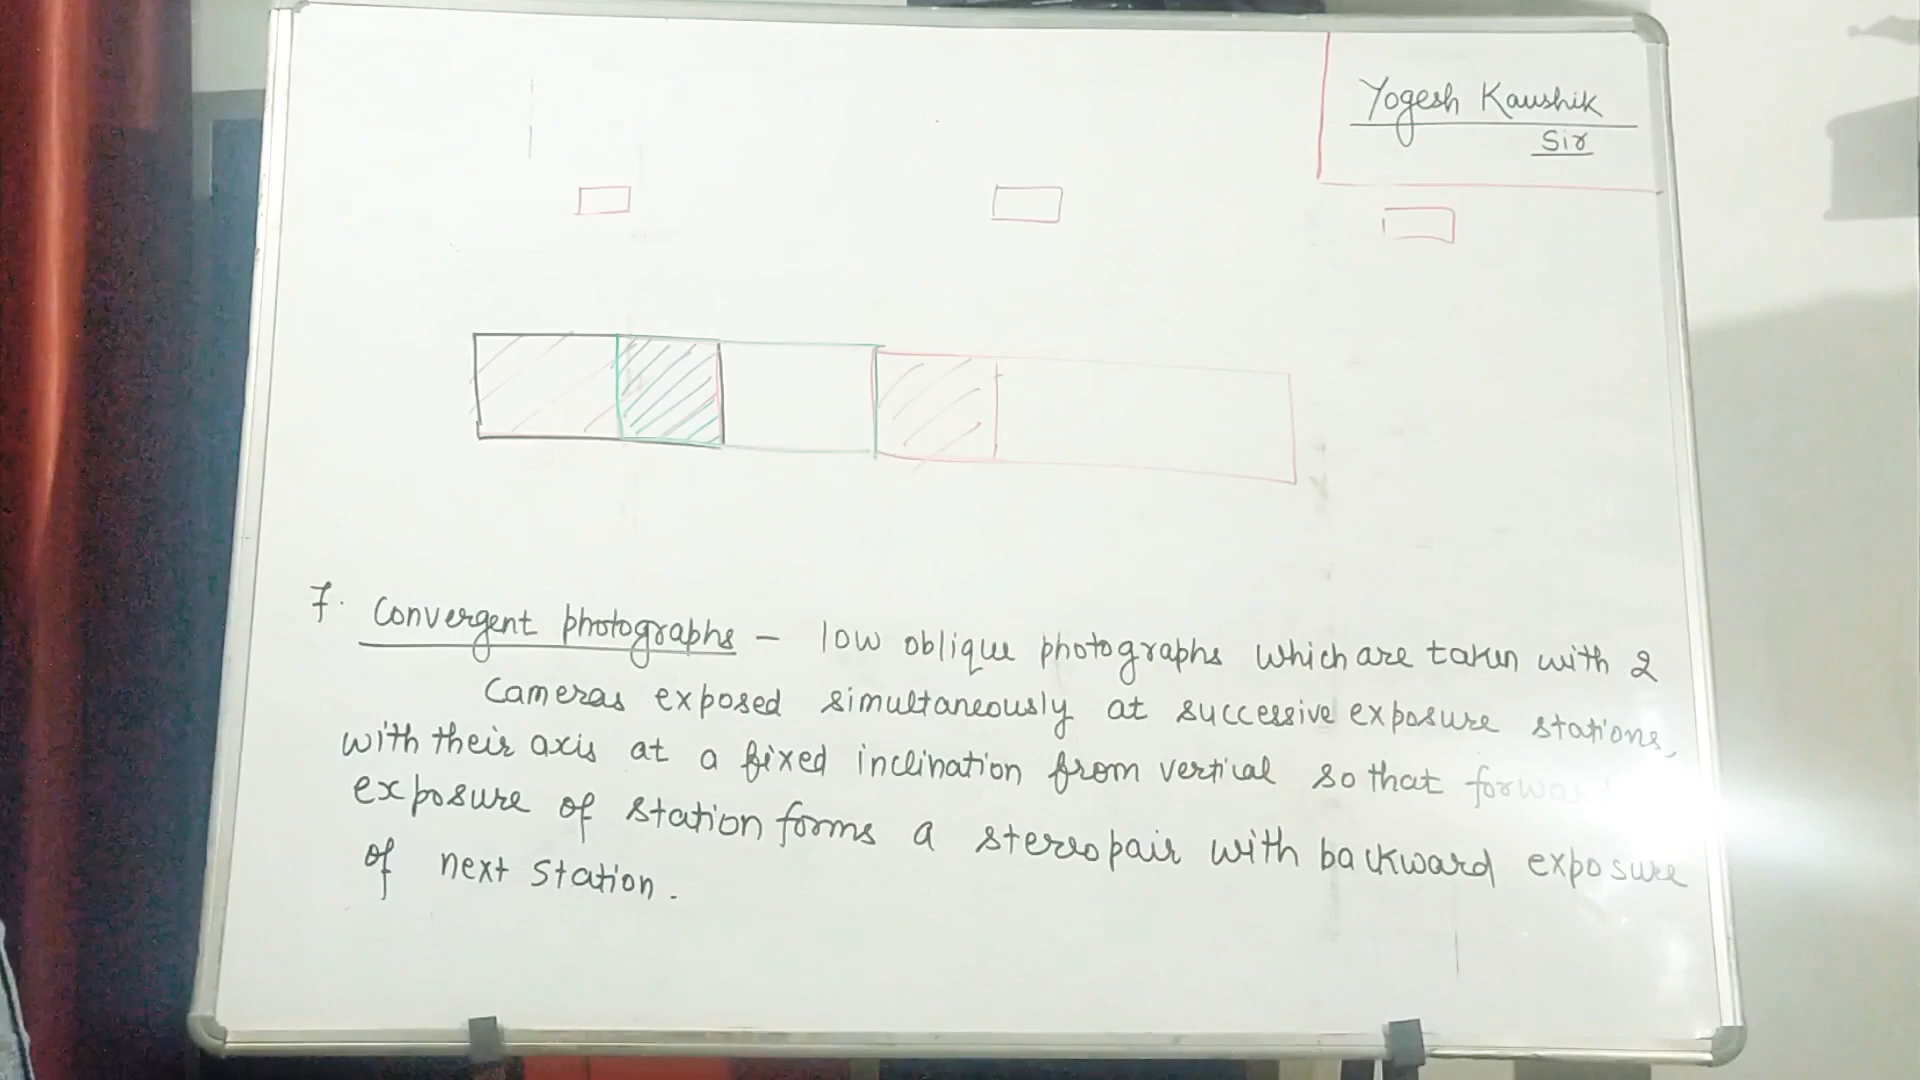 Yogesh Kaushik
Sir
7. Convergent photographs - low oblique photographs which are taken with 2
Cameras exposed simultaneously at successive exposure stations,
with their axis at a fixed inclination from vertical so that forward
exposure of station forms a stereopair with backward exposure
of next station.